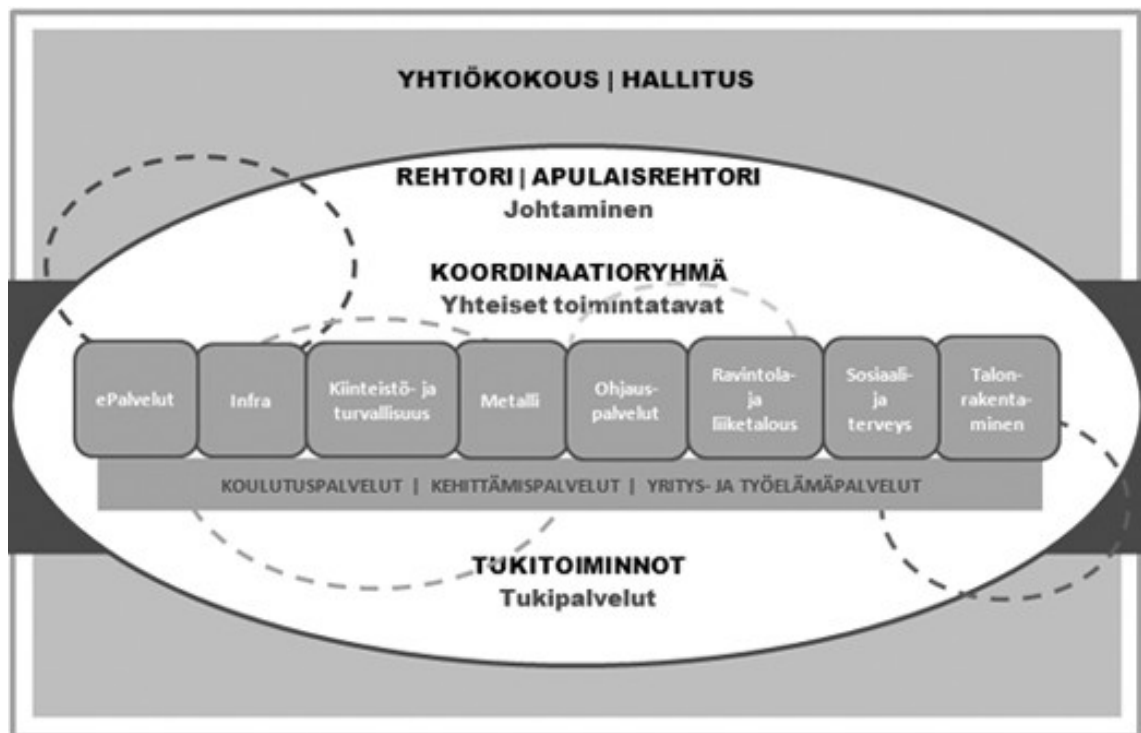 YHTIÖKOKOUS | HALLITUS
REHTORI | APULAISREHTORI
Johtaminen
KOORDINAATIORYHMÄ
Yhteiset toimintatavat
ePalvelut
Infra
Kiinteistö- ja
turvallisuus
Metalli
Ohjaus-
palvelut
Ravintola-
ja
liiketalous
Sosiaali-
ja
terveys
Talon-
rakenta-
minen
KOULUTUSPALVELUT | KEHITTÄMISPALVELUT | YRITYS- JA TYÖELÄMÄPALVELUT
TUKITOIMINNOT
Tukipalvelut